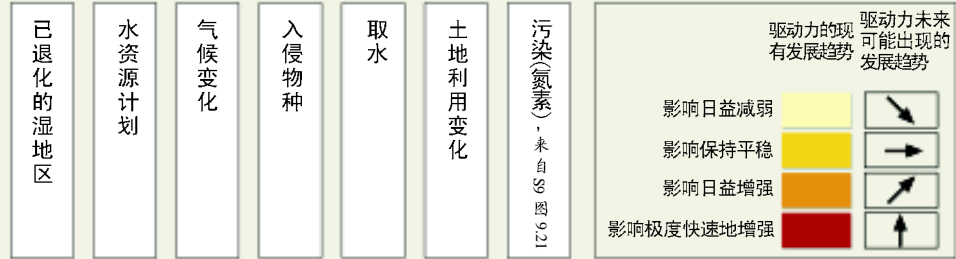 已退化的湿地区
水资源计划
气候变化
入侵物种
取水
土地利用变化
污染(氮素)，来自S9 图 9.21
驱动力的现
有发展趋势
驱动力未来
可能出现的
发展趋势
影响日益减弱
影响保持平稳
影响日益增强
影响极度快速地增强